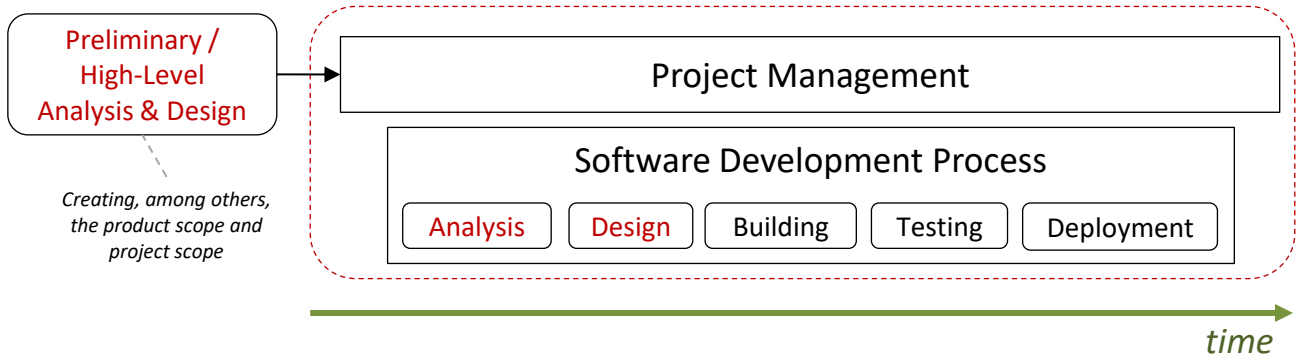 Preliminary /
High-Level
Analysis & Design
Project Management
Software Development Process
Creating, among others,
the product scope and
project scope
Analysis
Design
Building
Testing
Deployment
time